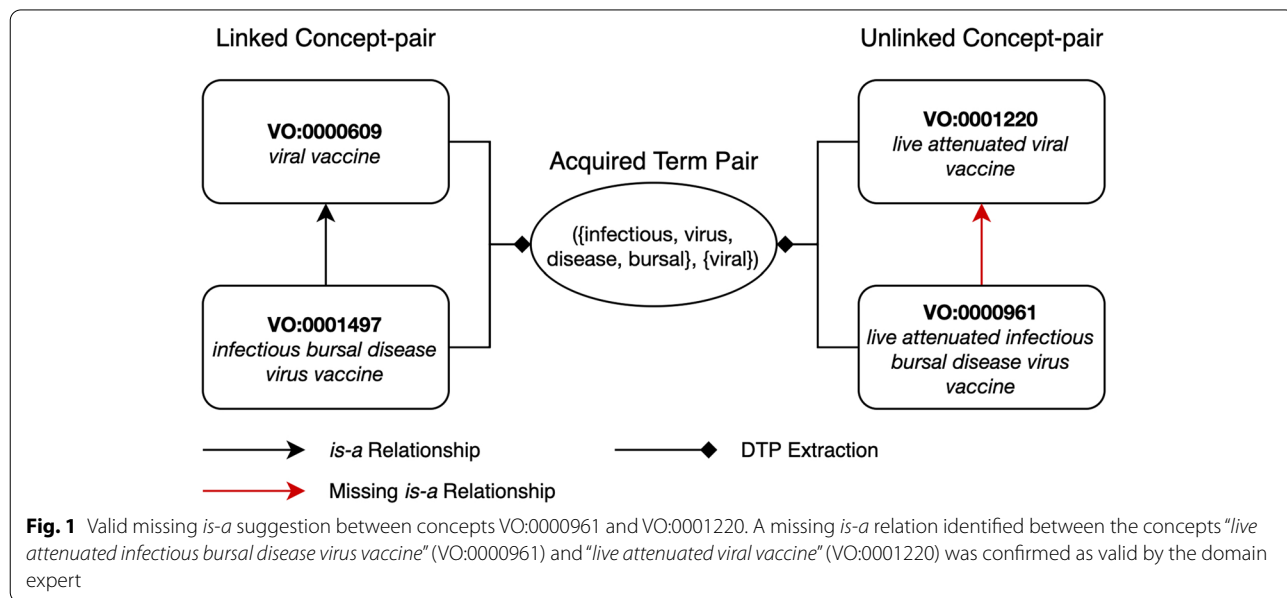 Linked Concept-pair
Unlinked Concept-pair
VO:0000609
viral vaccine
VO:0001220
live attenuated viral
vaccine
Acquired Term Pair
({infectious, virus,
disease, bursal}, {viral})
VO:0001497
infectious bursal disease
virus vaccine
VO:0000961
live attenuated infectious
bursal disease virus
vaccine
is-a Relationship
DTP Extraction
Missing is-a Relationship
Fig. 1 Valid missing is-a suggestion between concepts VO:0000961 and VO:0001220. A missing is-a relation identified between the concepts "live
attenuated infectious bursal disease virus vaccine" (VO:0000961) and "live attenuated viral vaccine" (VO:0001220) was confirmed as valid by the domain
expert